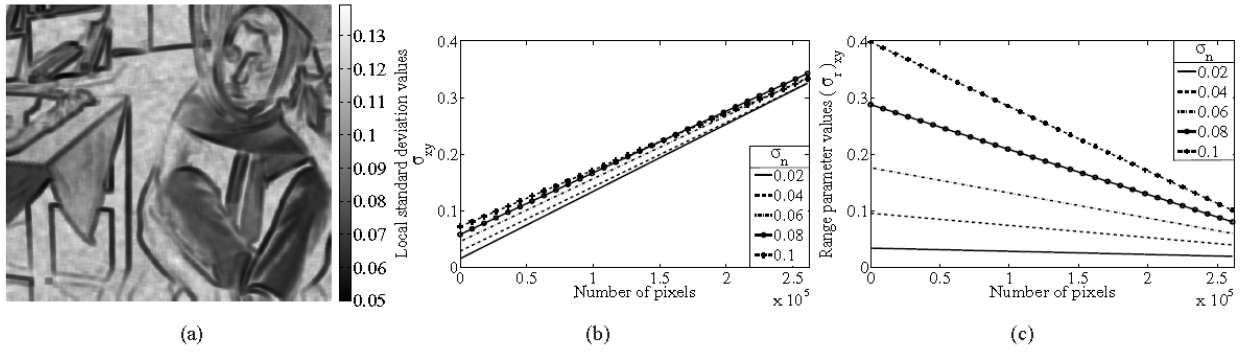 0.13
0.12
0.11
0.1
0.09
0.08
0.07
0.06
0.05
Local standard deviation values
(a)
0.4
0.3
0.2
0.1
0
σxy
0 0.5 1 1.5 2 2.5
Number of pixels
x 10^5
σn
0.02
0.04
0.06
0.08
0.1
(b)
0.4
0.3
0.2
0.1
0
Range parameter values (σr)xy
0 0.5 1 1.5 2 2.5
Number of pixels
x 10^5
σn
0.02
0.04
0.06
0.08
0.1
(c)